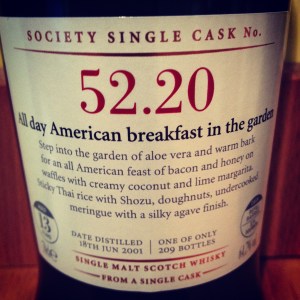 SOCIETY SINGLE CASK No.
52.20
All day American breakfast in the garden
Step into the garden of aloe vera and warm bark
for an all American feast of bacon and honey on
waffles with creamy coconut and lime margarita.
Sticky Thai rice with Shozu, doughnuts, undercooked
meringue with a silky agave finish.
13
DATE DISTILLED
18TH JUN 2001
ONE OF ONLY
209 BOTTLES
SINGLE MALT SCOTCH WHISKY
FROM A SINGLE CASK